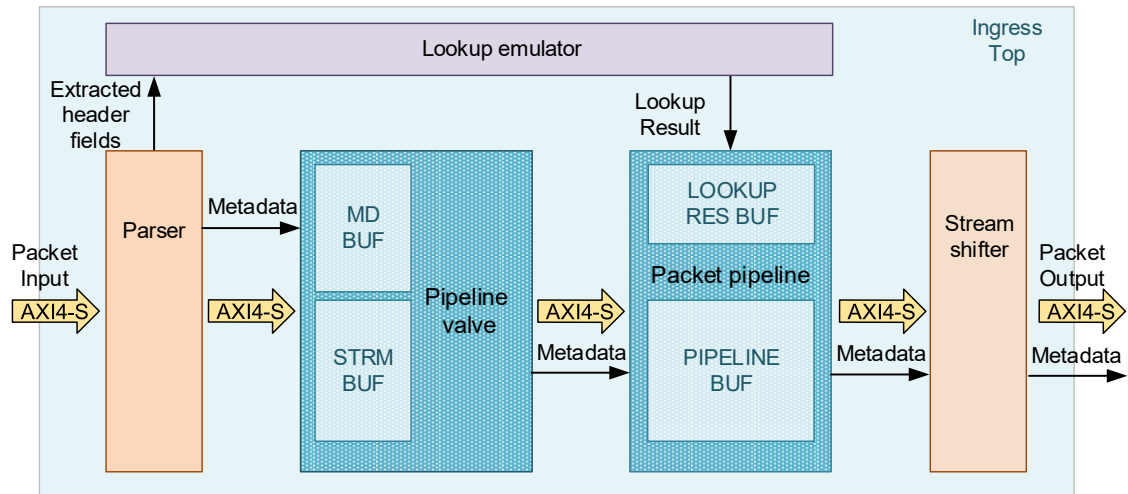 Ingress
Top
Lookup emulator
Extracted
header
fields
Lookup
Result
Packet
Input
AXI4-S
Parser
Metadata
AXI4-S
MD
BUF
STRM
BUF
Pipeline
valve
AXI4-S
Metadata
LOOKUP
RES BUF
Packet pipeline
PIPELINE
BUF
AXI4-S
Metadata
Stream
shifter
Packet
Output
AXI4-S
Metadata